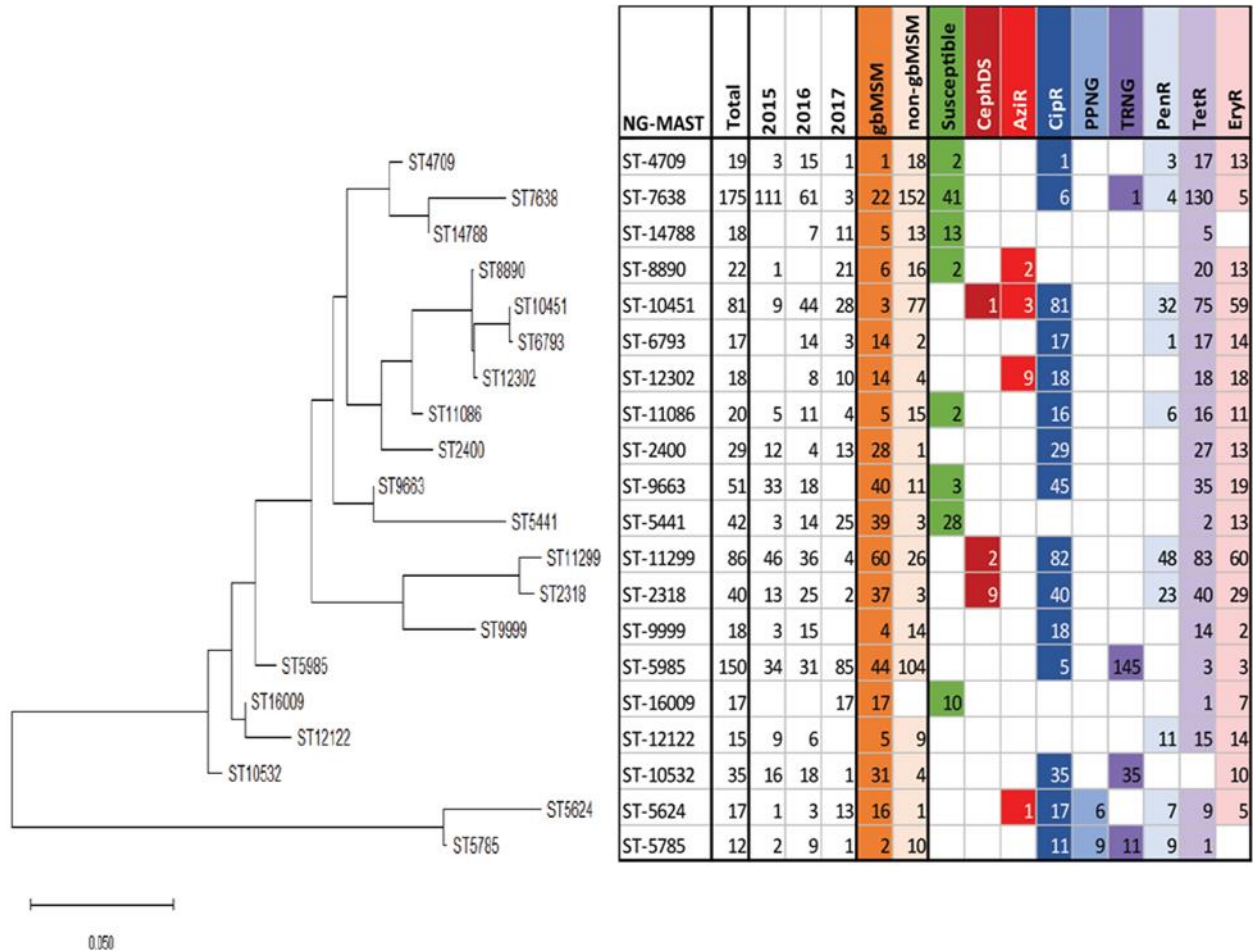 NG-MAST Total 2015 2016 2017 gbMSM non-gbMSM Susceptible CephDS AziR CipR PPNG TRNG PenR TetR EryR
ST4709 ST-4709 19 3 15 1 1 18 2 1 3 17 13
ST7638 ST-7638 175 111 61 3 22 152 41 6 1 4 130 5
ST14788 ST-14788 18 7 11 5 13 13 5
ST8890 ST-8890 22 1 21 6 16 2 2 20 13
ST10451 ST-10451 81 9 44 28 3 77 1 3 81 32 75 59
ST6793 ST-6793 17 14 3 14 2 17 1 17 14
ST12302 ST-12302 18 8 10 14 4 9 18 18 18
ST11086 ST-11086 20 5 11 4 5 15 2 16 6 16 11
ST2400 ST-2400 29 12 4 13 28 1 29 27 13
ST9663 ST-9663 51 33 18 40 11 3 45 35 19
ST5441 ST-5441 42 3 14 25 39 3 28 2 13
ST11299 ST-11299 86 46 36 4 60 26 2 82 48 83 60
ST2318 ST-2318 40 13 25 2 37 3 9 40 23 40 29
ST9999 ST-9999 18 3 15 4 14 18 14 2
ST5985 ST-5985 150 34 31 85 44 104 5 145 3 3
ST16009 ST-16009 17 17 17 10 1 7
ST12122 ST-12122 15 9 6 5 9 11 15 14
ST10532 ST-10532 35 16 18 1 31 4 35 35 10
ST5624 ST-5624 17 1 3 13 16 1 1 17 6 7 9 5
ST5785 ST-5785 12 2 9 1 2 10 11 9 11 9 1
0.050